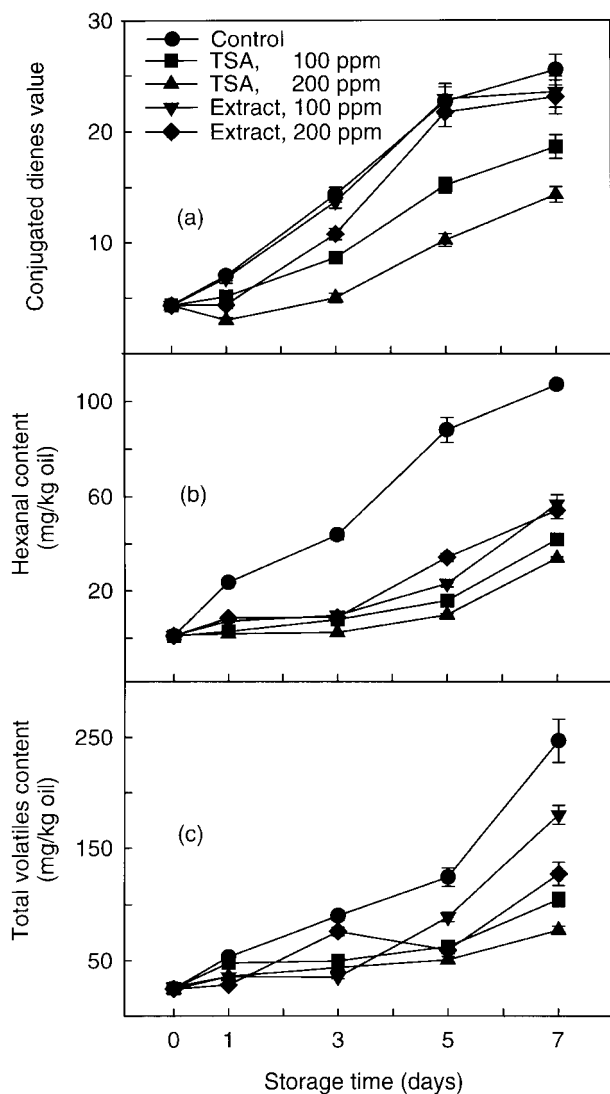 30
Control
TSA, 100 ppm
TSA, 200 ppm
Extract, 100 ppm
Extract, 200 ppm
20
10
(a)
Conjugated dienes value
100
60
20
(b)
Hexanal content
(mg/kg oil)
250
150
50
(c)
Total volatiles content
(mg/kg oil)
0 1 3 5 7
Storage time (days)